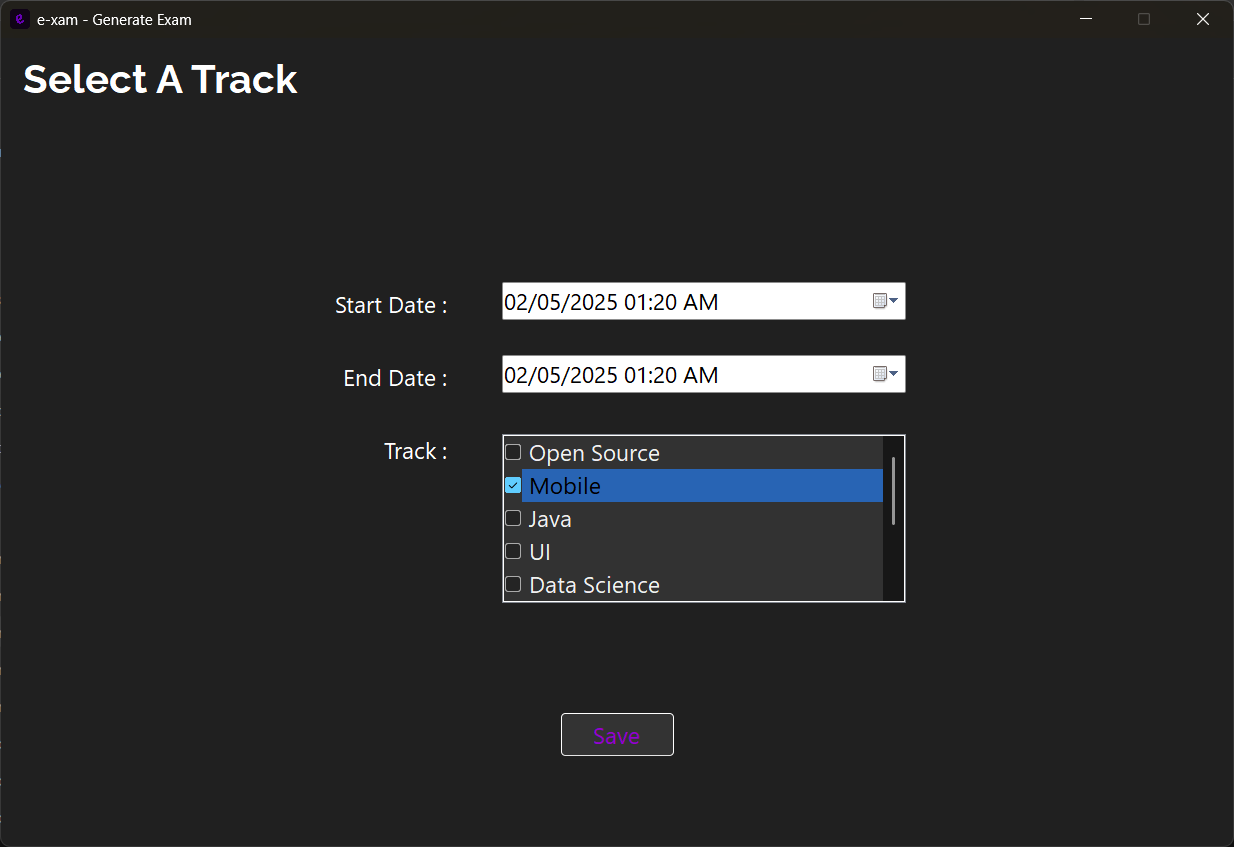 e-xam - Generate Exam
Select A Track
Start Date : 02/05/2025 01:20 AM
End Date : 02/05/2025 01:20 AM
Track :
Open Source
Mobile
Java
UI
Data Science
Save